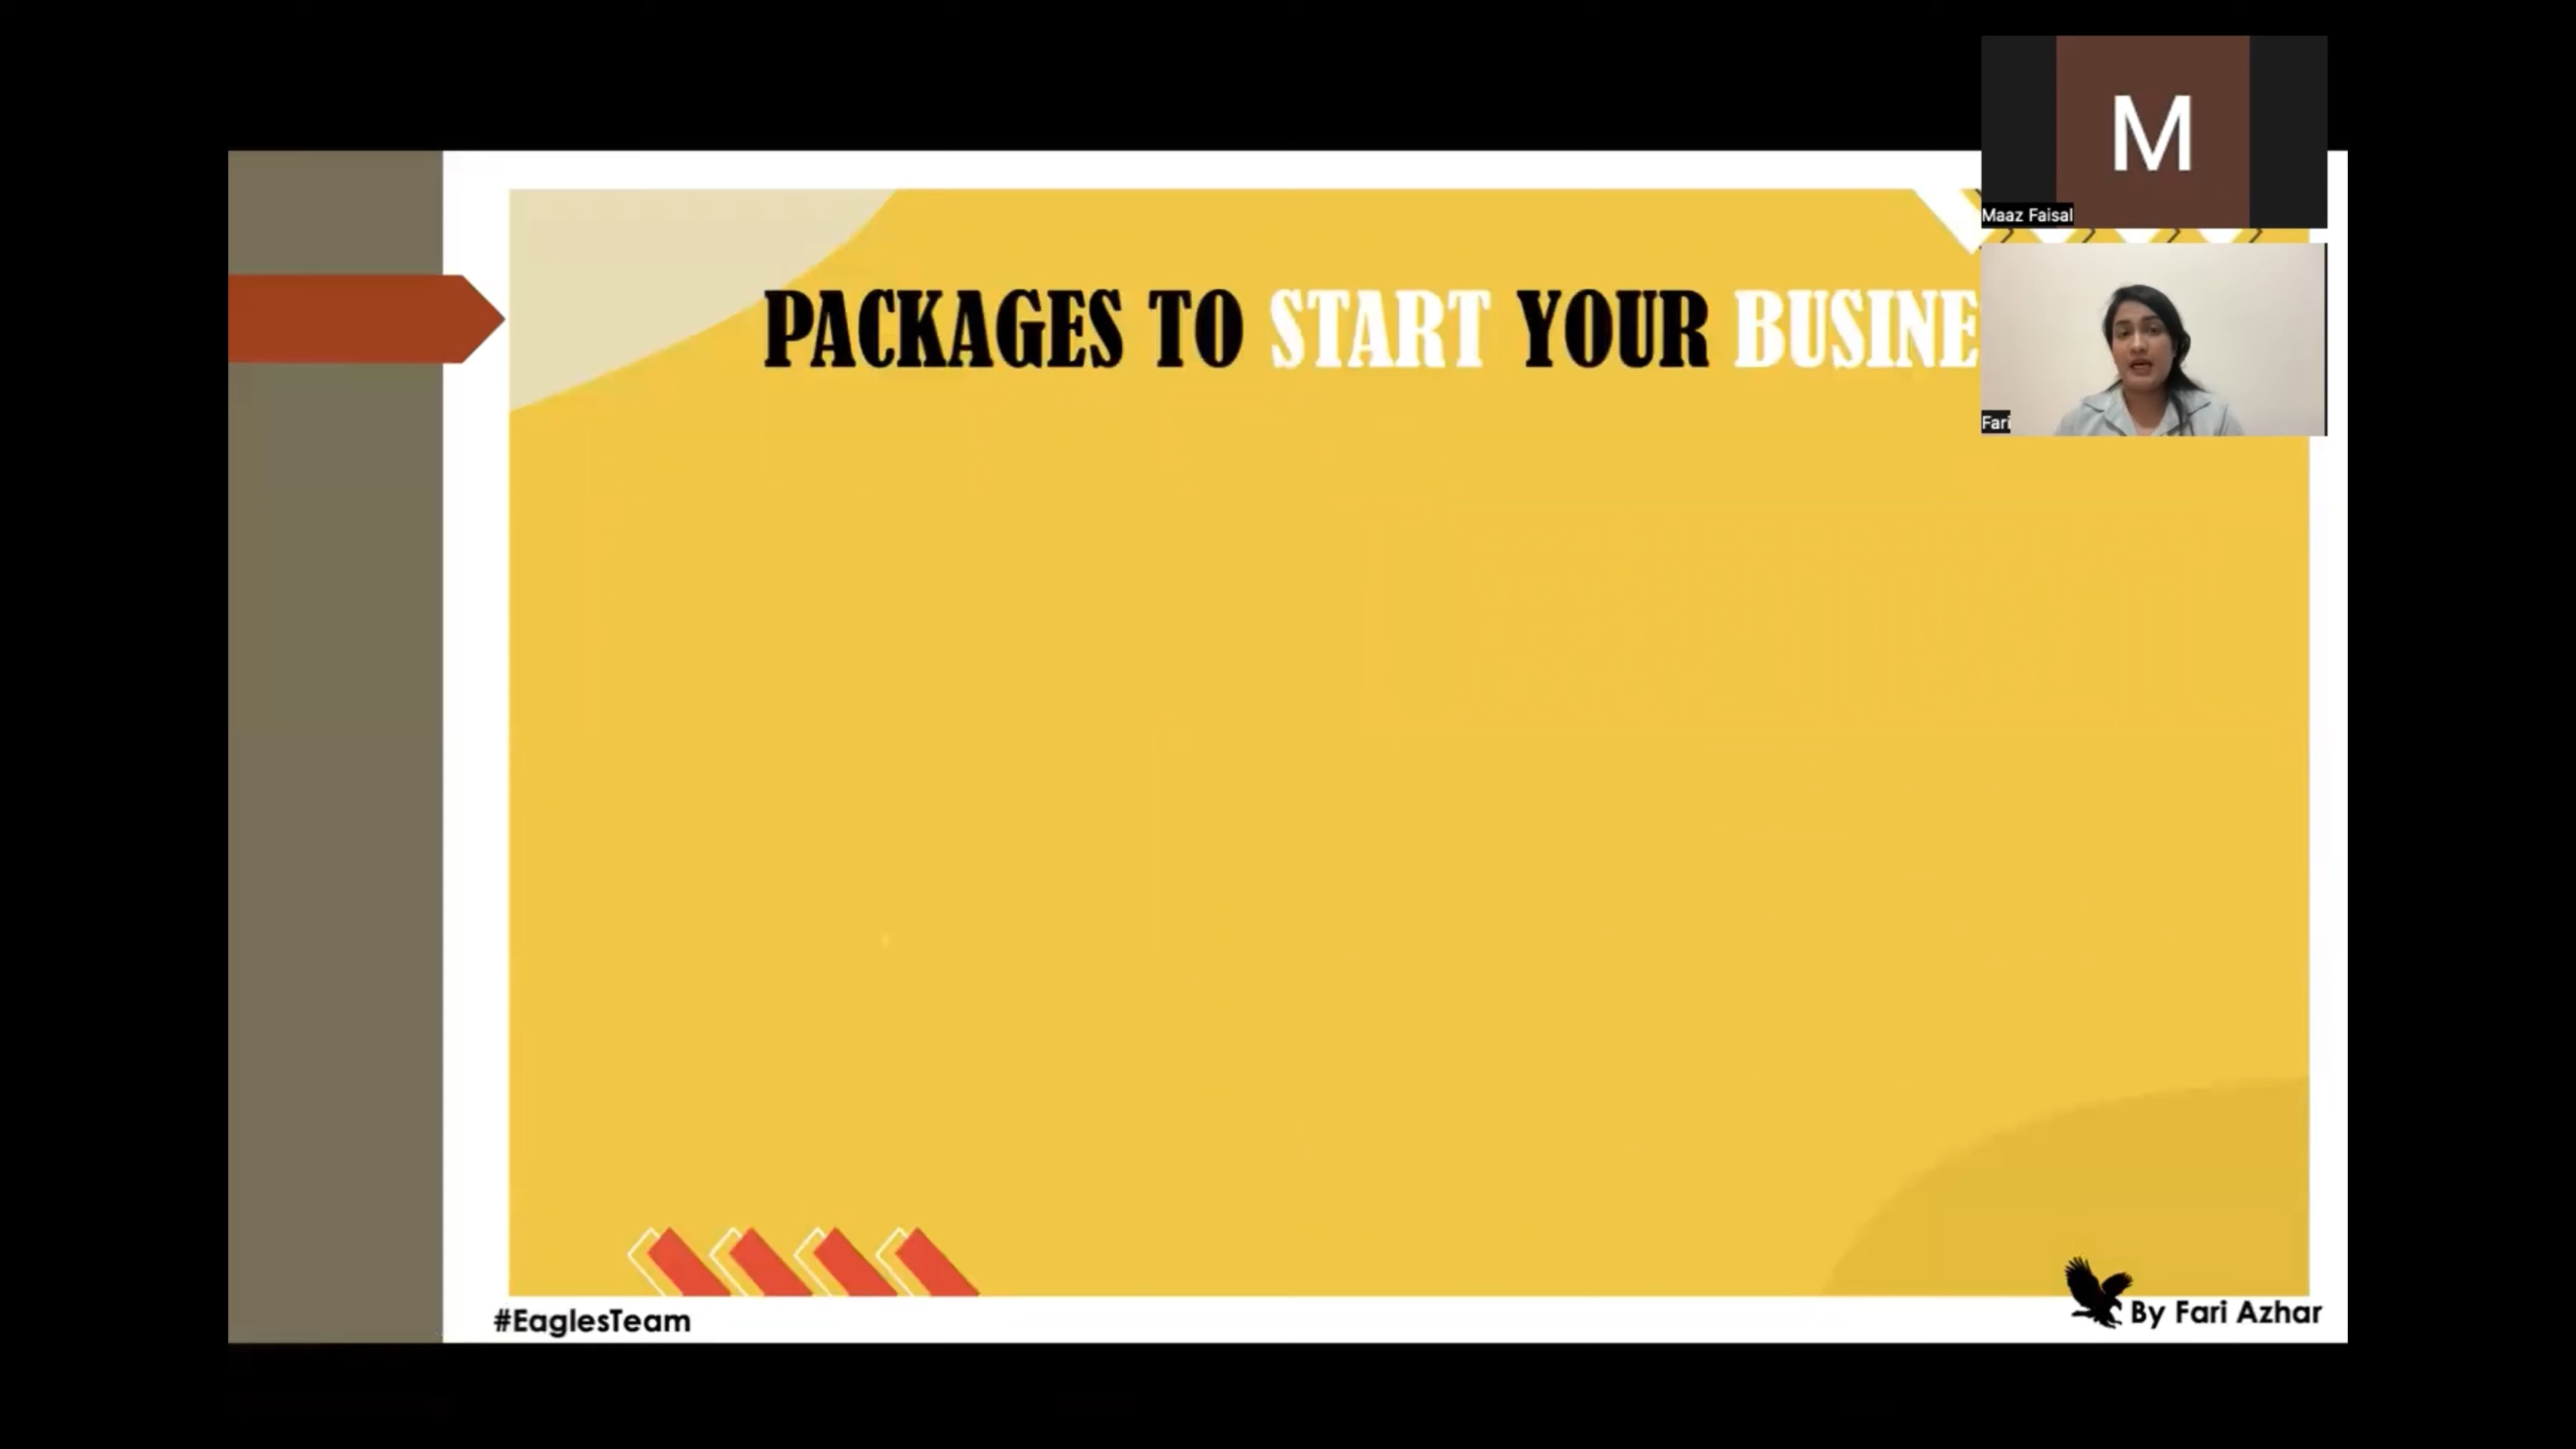 M
Maaz Faisal
PACKAGES TO START YOUR BUSINE
Fari
#EaglesTeam
By Fari Azhar